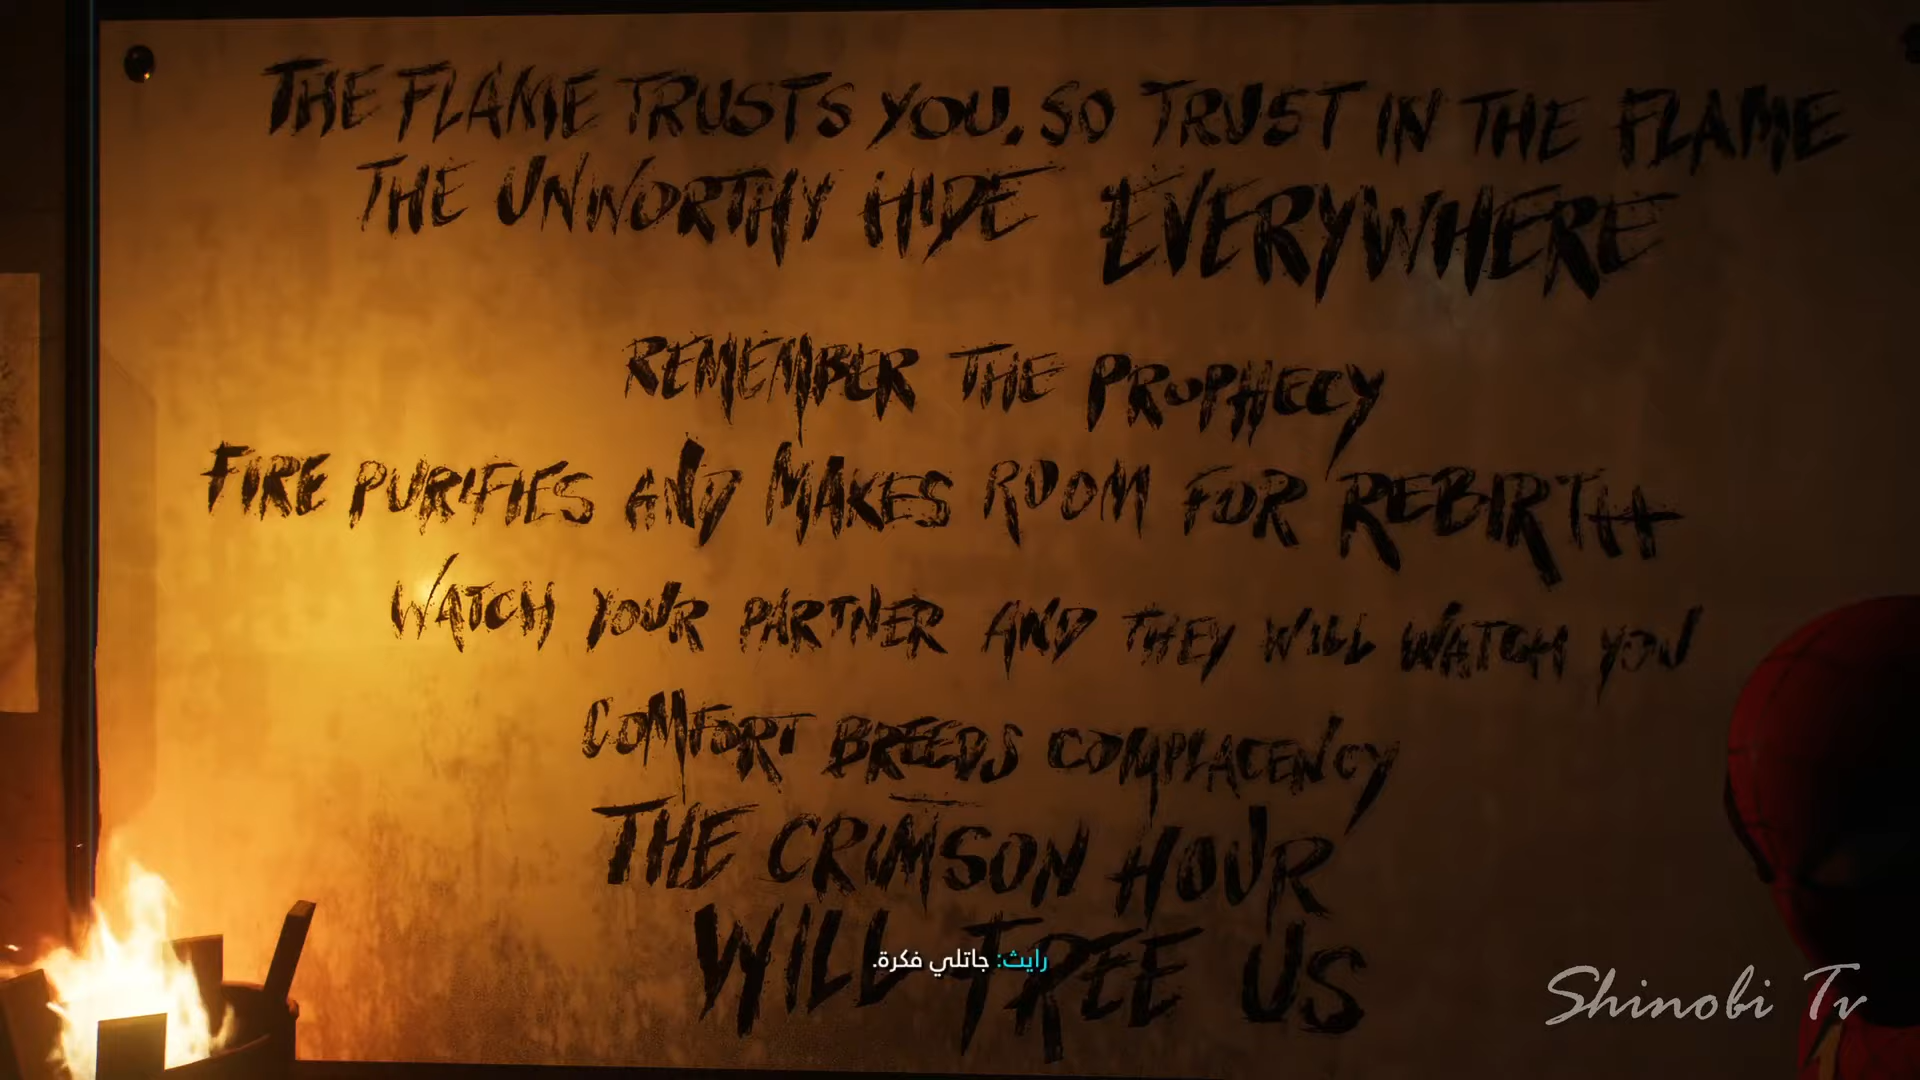 THE FLAME TRUSTS YOU. SO TRUST IN THE FLAME
THE UNWORTHY HIDE EVERYWHERE
REMEMBER THE PROPHECY
FIRE PURIFIES AND MAKES ROOM FOR REBIRTH
WATCH YOUR PARTNER AND THEY WILL WATCH YOU
COMFORT BREEDS COMPLACENCY
THE CRIMSON HOUR
WILL FREE US
رايث: جاتلي فكرة.
Shinobi Tv